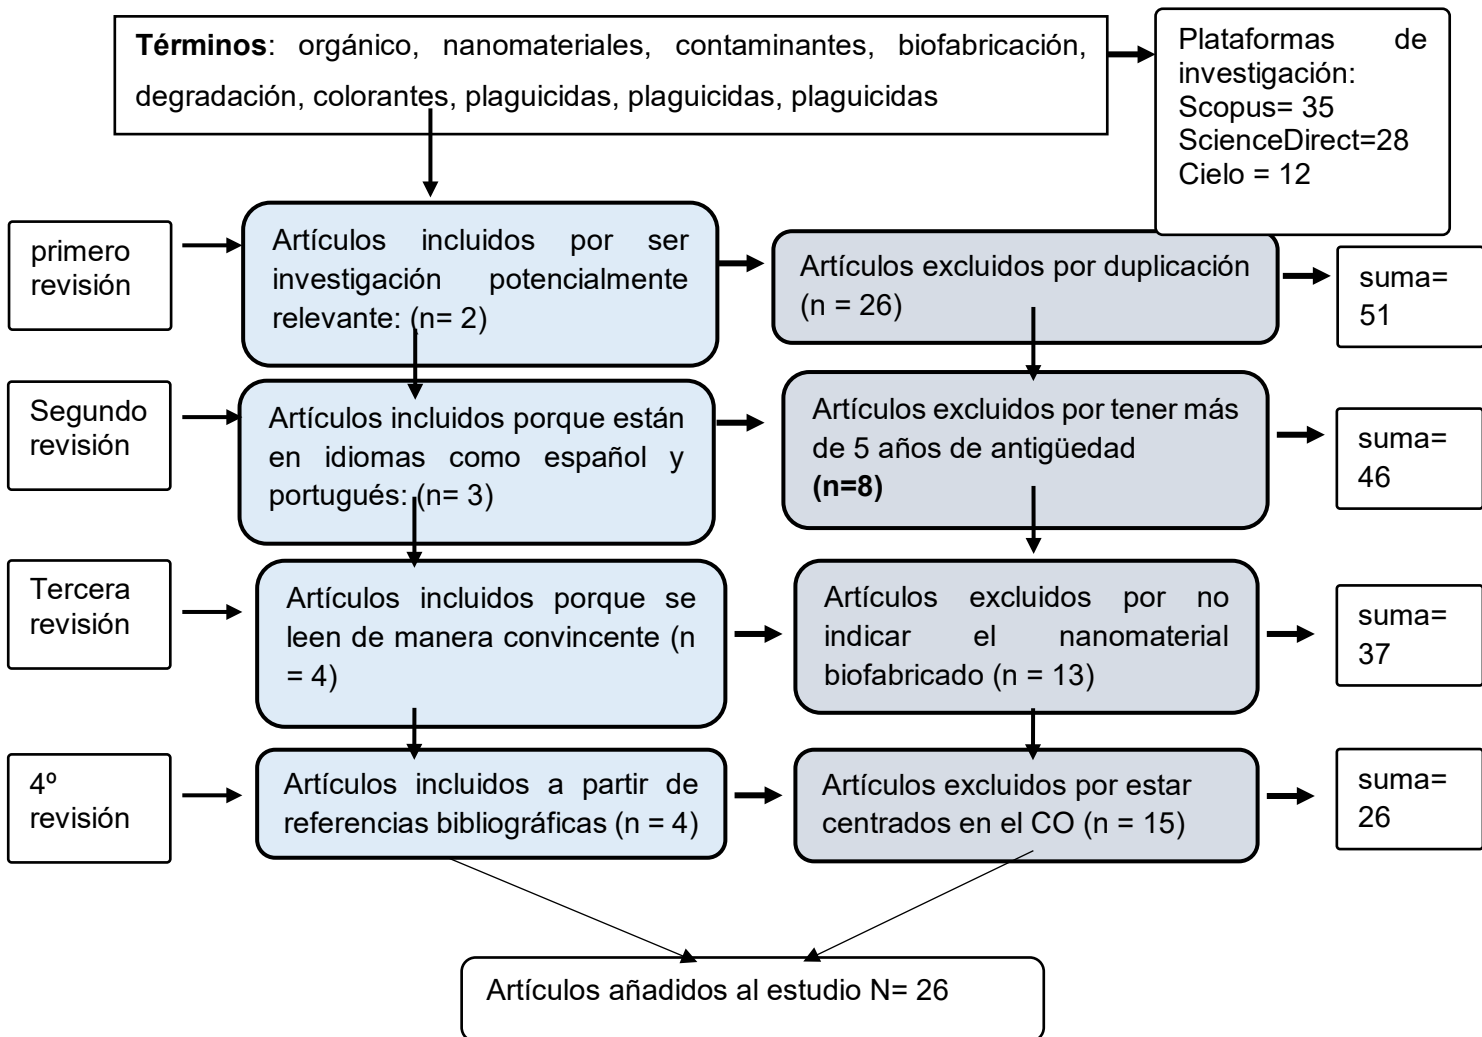 Términos: orgánico, nanomateriales, contaminantes, biofabricación,
degradación, colorantes, plaguicidas, plaguicidas, plaguicidas
Plataformas de
investigación:
Scopus= 35
ScienceDirect=28
Cielo = 12
primero
revisión
Artículos incluidos por ser
investigación potencialmente
relevante: (n= 2)
Artículos excluidos por duplicación
(n = 26)
suma=
51
Segundo
revisión
Artículos incluidos porque están
en idiomas como español y
portugués: (n= 3)
Artículos excluidos por tener más
de 5 años de antigüedad
(n=8)
suma=
46
Tercera
revisión
Artículos incluidos porque se
leen de manera convincente (n
= 4)
Artículos excluidos por no
indicar el nanomaterial
biofabricado (n = 13)
suma=
37
4º
revisión
Artículos incluidos a partir de
referencias bibliográficas (n = 4)
Artículos excluidos por estar
centrados en el CO (n = 15)
suma=
26
Artículos añadidos al estudio N= 26